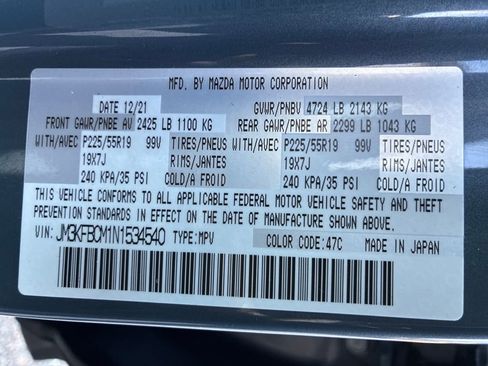 MFD. BY MAZDA MOTOR CORPORATION
DATE 12/21 GVWR/PNBV 4724 LB 2143 KG
FRONT GAWR/PNBE AV 2425 LB 1100 KG REAR GAWR/PNBE AR 2299 LB 1043 KG
WITH/AVEC P225/55R19 99V TIRES/PNEUS WITH/AVEC P225/55R19 99V TIRES/PNEUS
19X7J RIMS/JANTES 19X7J RIMS/JANTES
240 KPA/35 PSI COLD/A FROID 240 KPA/35 PSI COLD/A FROID
THIS VEHICLE CONFORMS TO ALL APPLICABLE FEDERAL MOTOR VEHICLE SAFETY AND THEFT
PREVENTION STANDARDS IN EFFECT ON THE DATE OF MANUFACTURE SHOWN ABOVE.
VIN: JM3KFBCM1N1534540 TYPE: MPV COLOR CODE: 47C MADE IN JAPAN